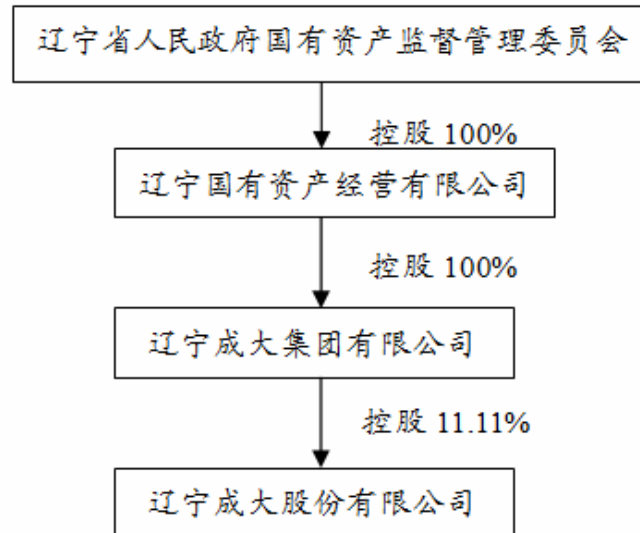 辽宁省人民政府国有资产监督管理委员会
控股 100%
辽宁国有资产经营有限公司
控股 100%
辽宁成大集团有限公司
控股 11.11%
辽宁成大股份有限公司